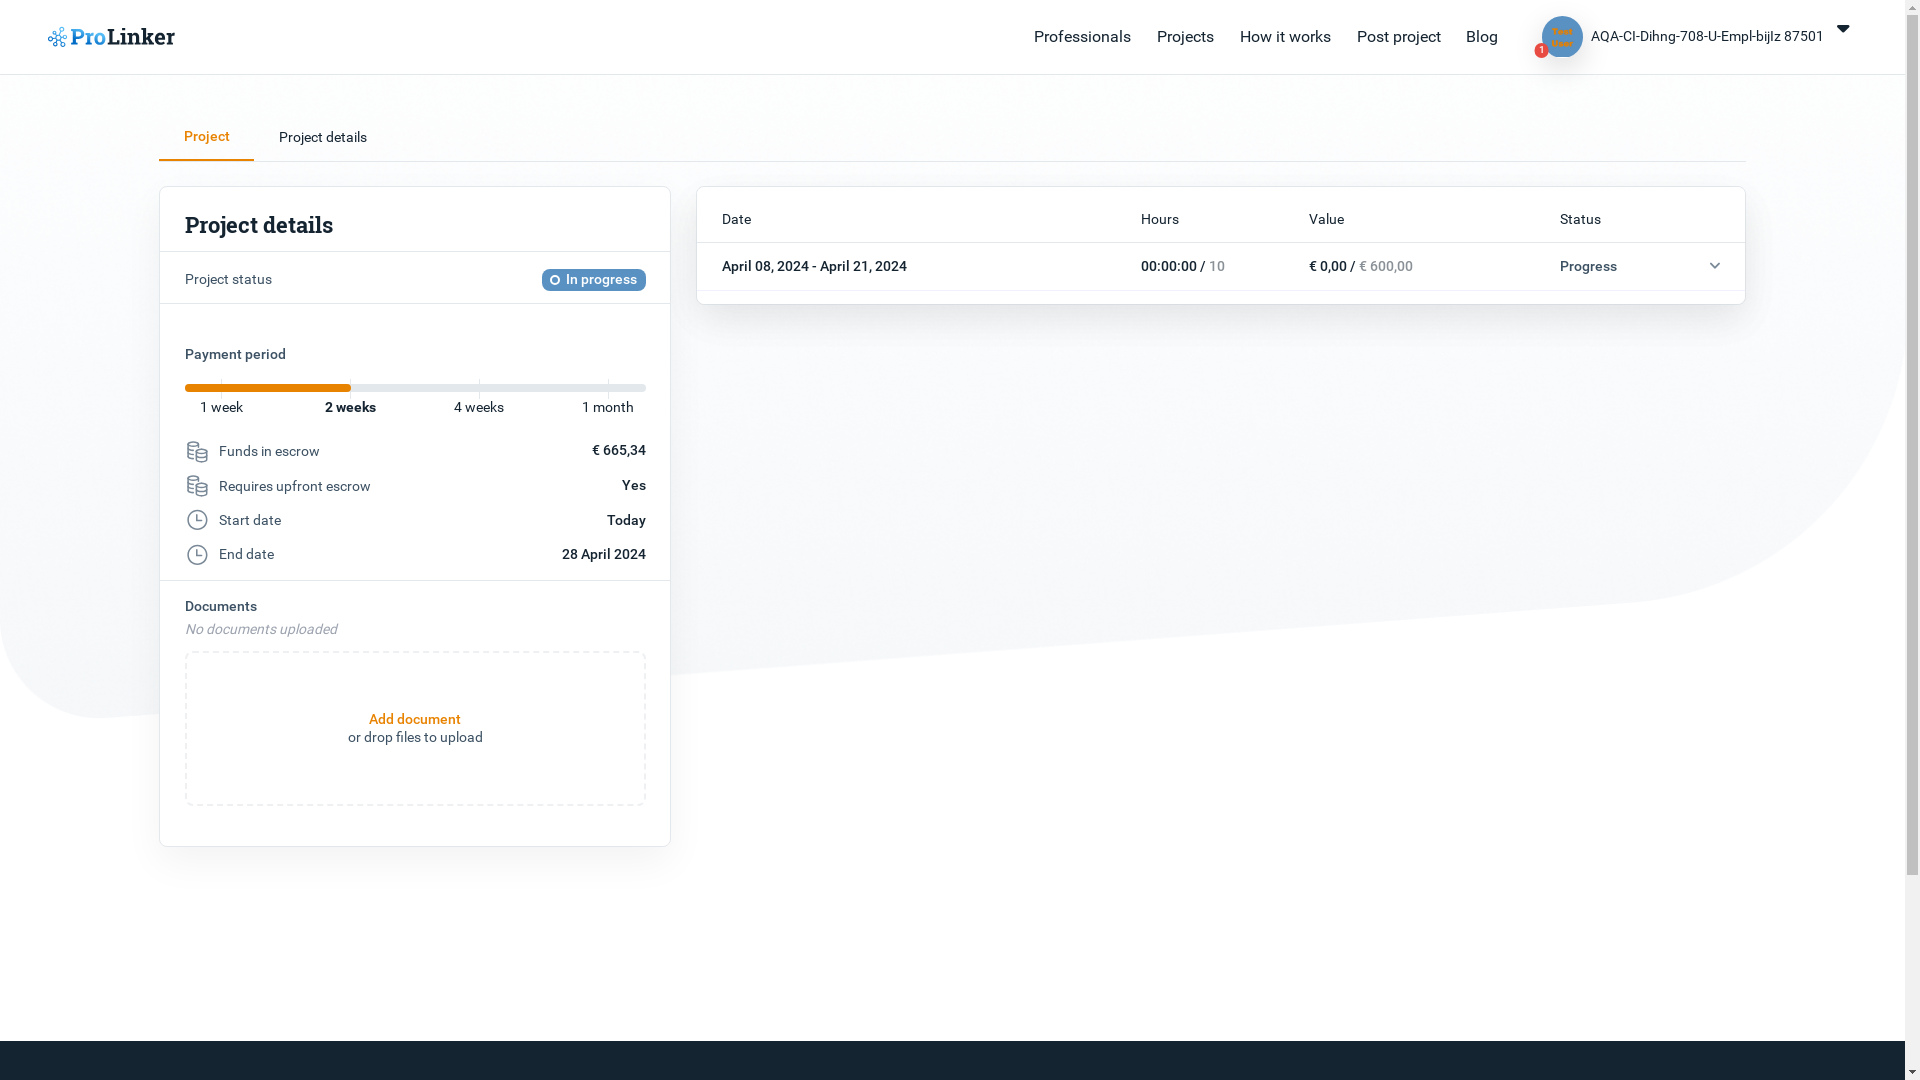 ProLinker
Professionals
Projects
How it works
Post project
Blog
1
AQA-CI-Dihng-708-U-Empl-bijIz 87501
Project
Project details
Project details
Project status
In progress
Payment period
1 week
2 weeks
4 weeks
1 month
Funds in escrow
€ 665,34
Requires upfront escrow
Yes
Start date
Today
End date
28 April 2024
Documents
No documents uploaded
Add document
or drop files to upload
Date Hours Value Status
April 08, 2024 - April 21, 2024 00:00:00 / 10 € 0,00 / € 600,00 Progress